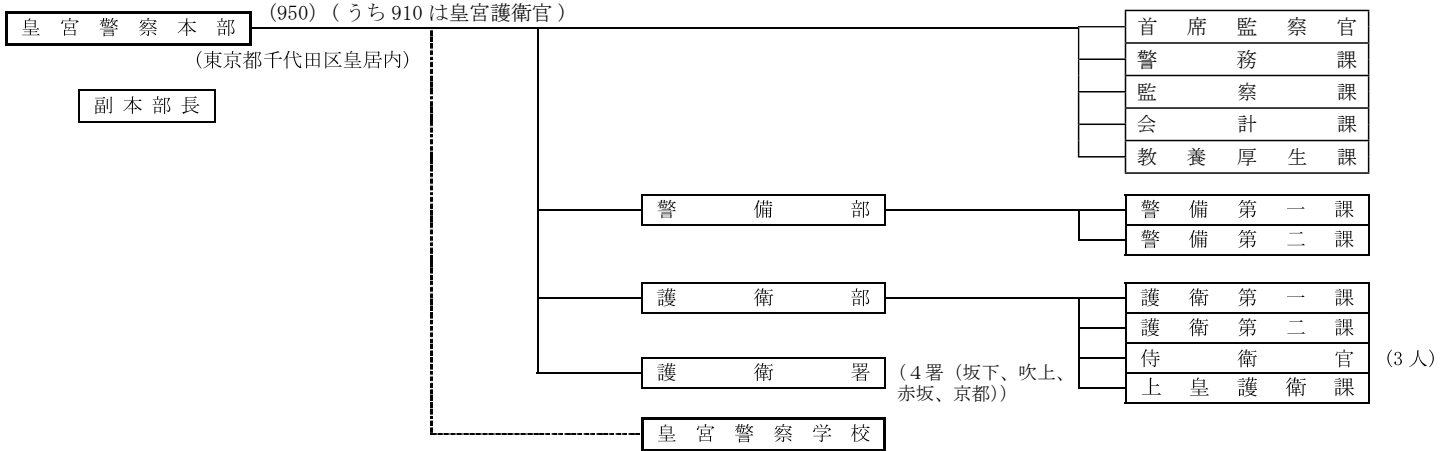 皇宮警察本部
(950)（うち910は皇宮護衛官）
（東京都千代田区皇居内）
副本部長
首席監察官
警務課
監察課
会計課
教養厚生課
警備部
警備第一課
警備第二課
護衛部
護衛第一課
護衛第二課
侍衛官
(3人)
上皇護衛課
護衛署
（４署（坂下、吹上、
赤坂、京都））
皇宮警察学校